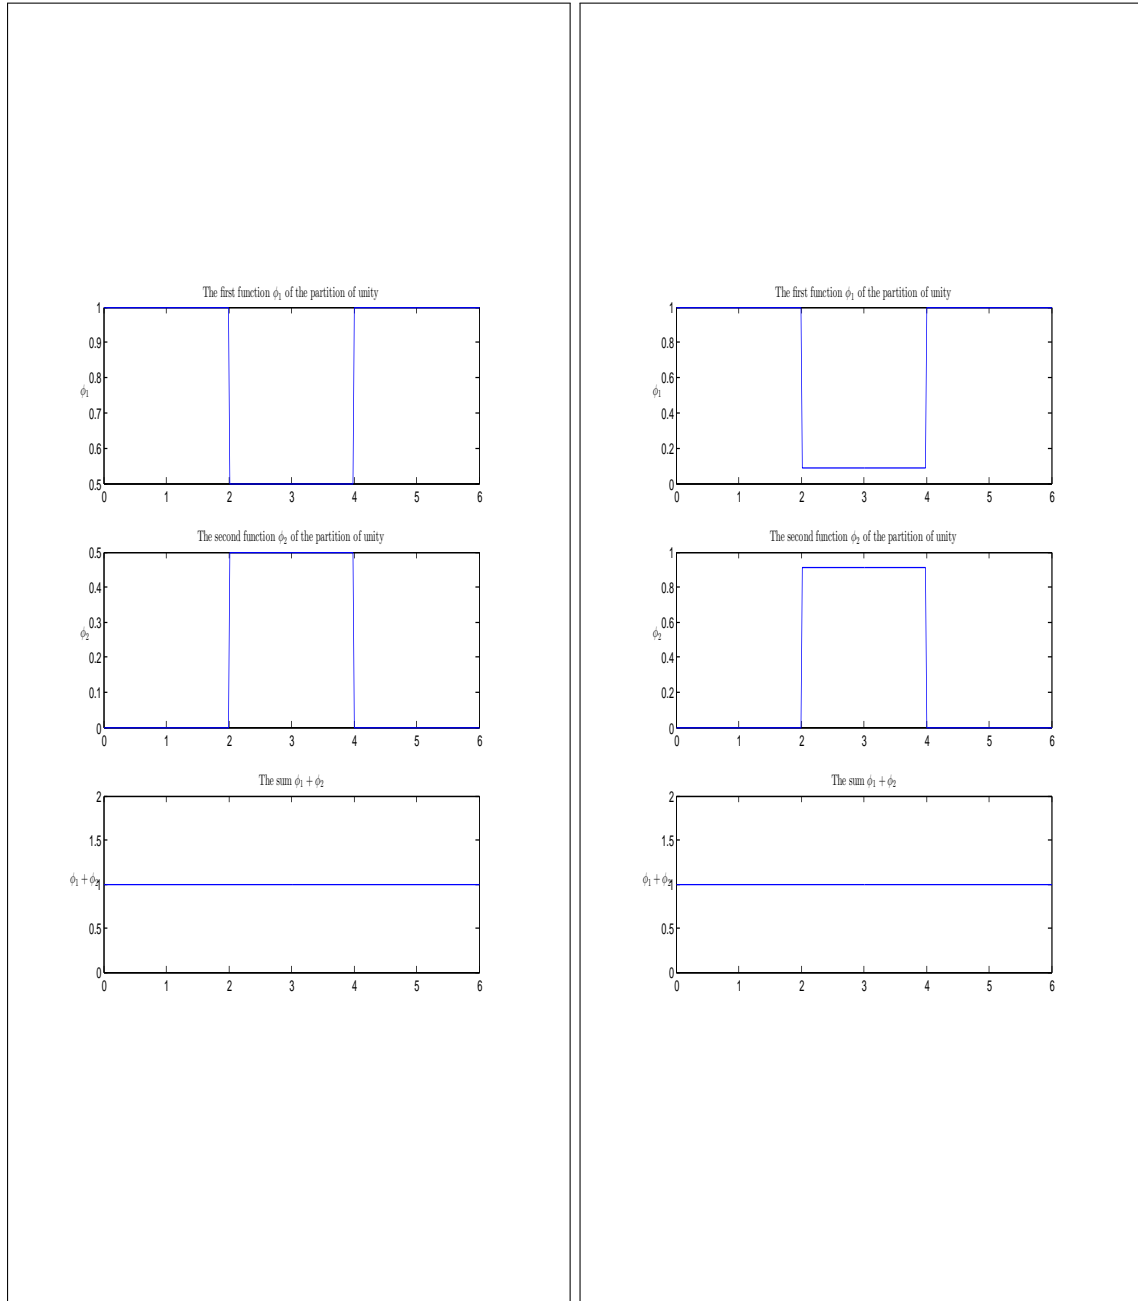 The first function ϕ₁ of the partition of unity
1
0.9
0.8
ϕ₁
0.7
0.6
0.5
0 1 2 3 4 5 6
The second function ϕ₂ of the partition of unity
0.5
0.4
0.3
ϕ₂
0.2
0.1
0
0 1 2 3 4 5 6
The sum ϕ₁ + ϕ₂
2
1.5
ϕ₁ + ϕ₂
1
0.5
0
0 1 2 3 4 5 6
The first function ϕ₁ of the partition of unity
1
0.8
0.6
ϕ₁
0.4
0.2
0
0 1 2 3 4 5 6
The second function ϕ₂ of the partition of unity
1
0.8
0.6
ϕ₂
0.4
0.2
0
0 1 2 3 4 5 6
The sum ϕ₁ + ϕ₂
2
1.5
ϕ₁ + ϕ₂
1
0.5
0
0 1 2 3 4 5 6